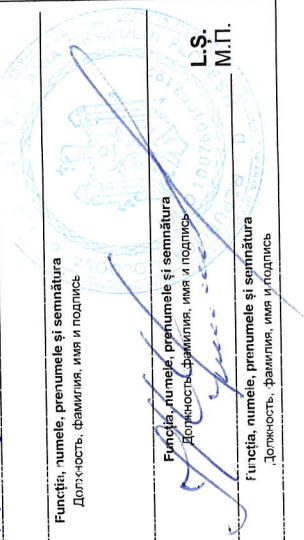 Funcția, numele, prenumele și semnătura
Должность, фамилия, имя и подпись
Funcția, numele, prenumele și semnătura
Должность, фамилия, имя и подпись
L.Ș.
М.П.
Funcția, numele, prenumele și semnătura
Должность, фамилия, имя и подпись